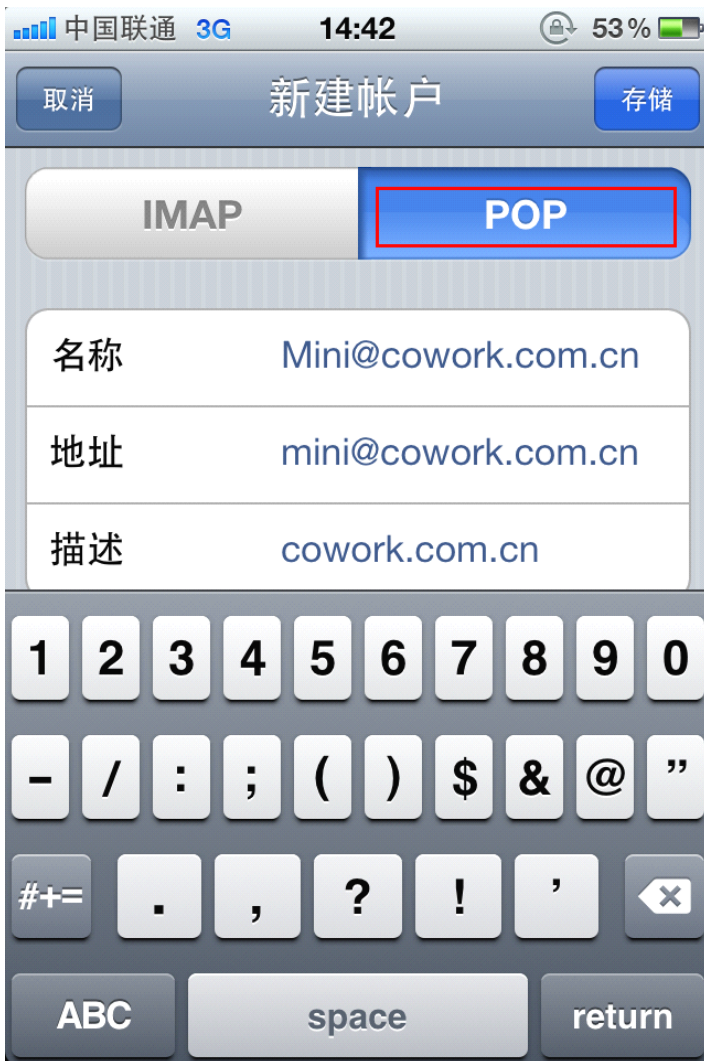 中国联通 3G 14:42 53%
取消 新建帐户 存储
IMAP POP
名称 Mini@cowork.com.cn
地址 mini@cowork.com.cn
描述 cowork.com.cn
1 2 3 4 5 6 7 8 9 0
- / : ; ( ) $ & @ ”
#+= . , ? ! ’
ABC space return